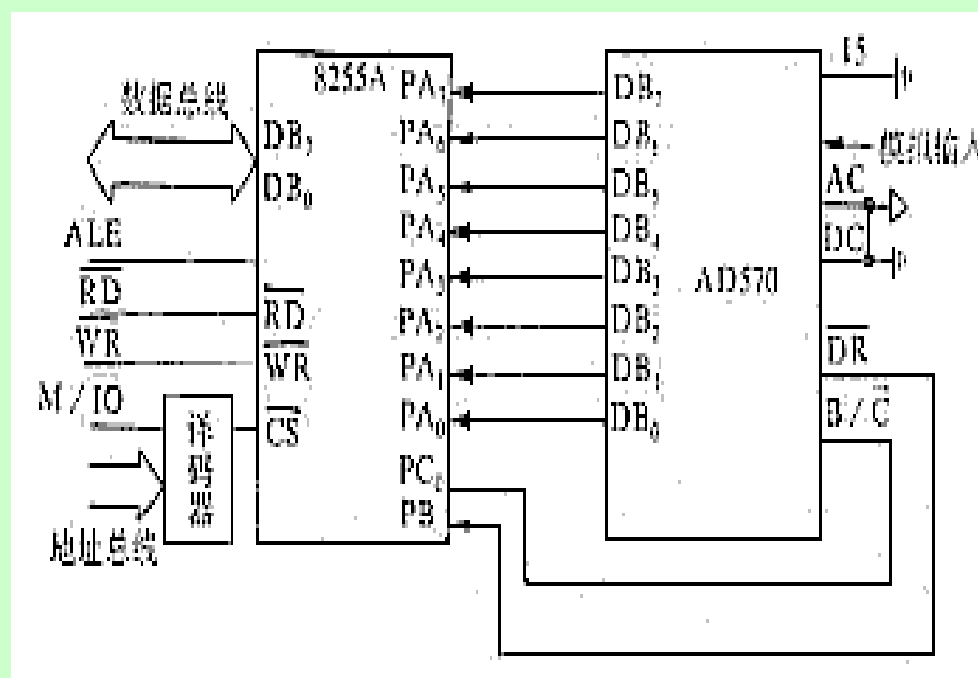 8255A
数据总线
DB₇
DB₀
ALE
RD
RD
WR
WR
M/IO
CS
译码器
地址总线
PA₇
PA₆
PA₅
PA₄
PA₃
PA₂
PA₁
PA₀
PB
DB₇
DB₅
DB₄
DB₃
DB₂
DB₁
DB₀
AD570
15
模拟输入
AC
DC
DR
B/C